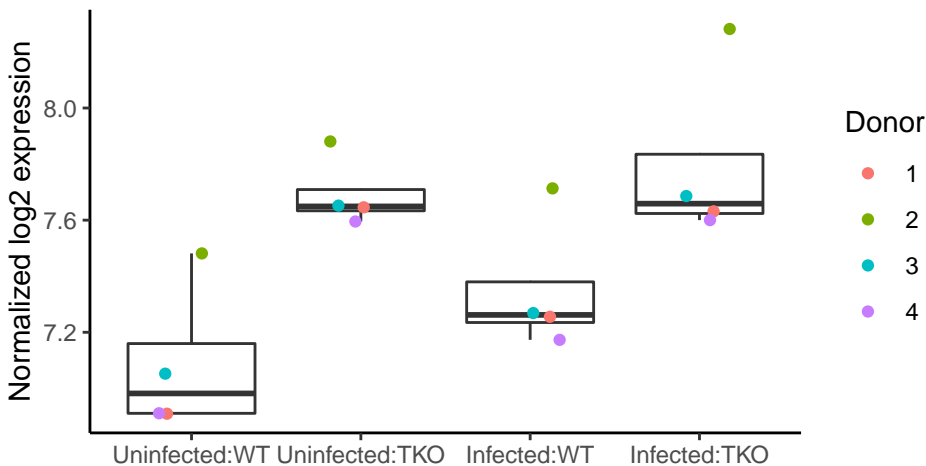 Normalized log2 expression
8.0
7.6
7.2
Uninfected:WT Uninfected:TKO Infected:WT Infected:TKO
Donor
1
2
3
4